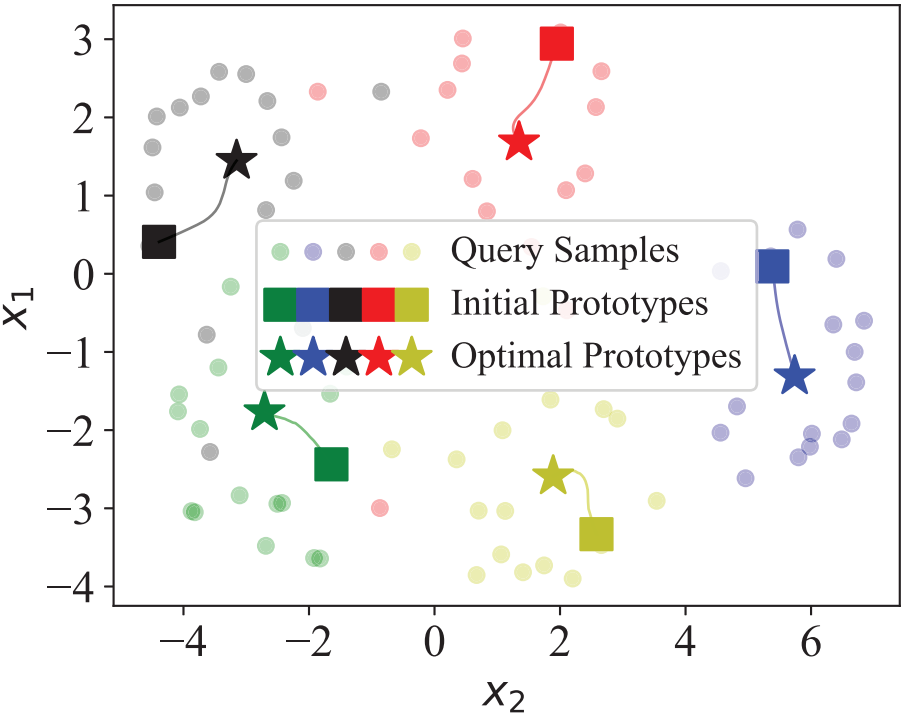 3
2
1
0
−1
−2
−3
−4
x₁
Query Samples
Initial Prototypes
Optimal Prototypes
−4 −2 0 2 4 6
x₂